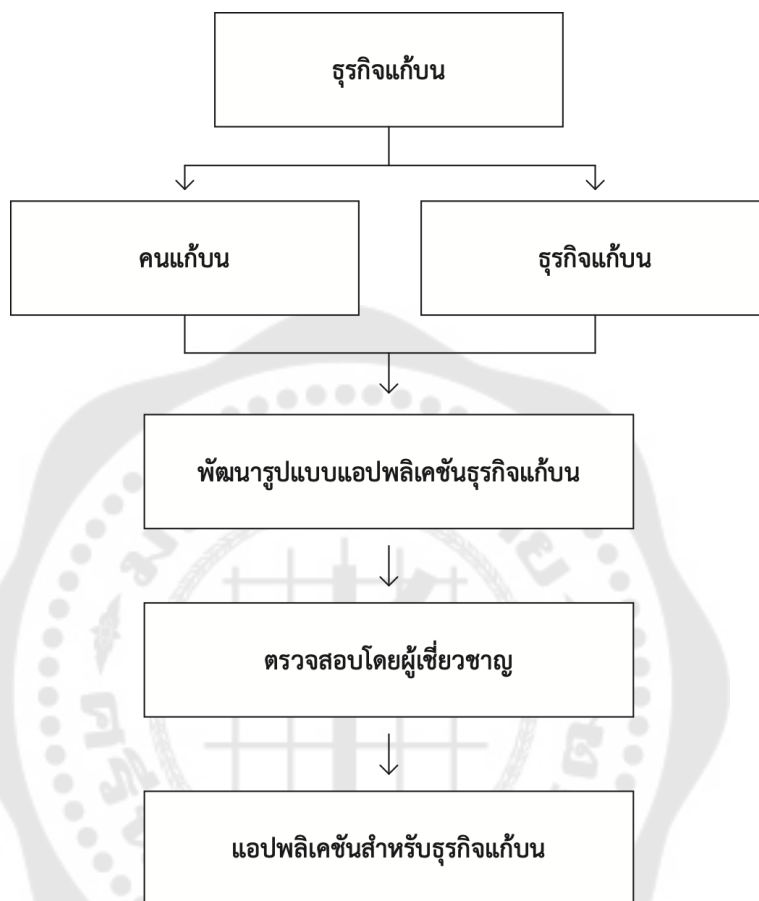 ธุรกิจแก้บน
คนแก้บน
ธุรกิจแก้บน
พัฒนารูปแบบแอปพลิเคชันธุรกิจแก้บน
ตรวจสอบโดยผู้เชี่ยวชาญ
แอปพลิเคชันสำหรับธุรกิจแก้บน